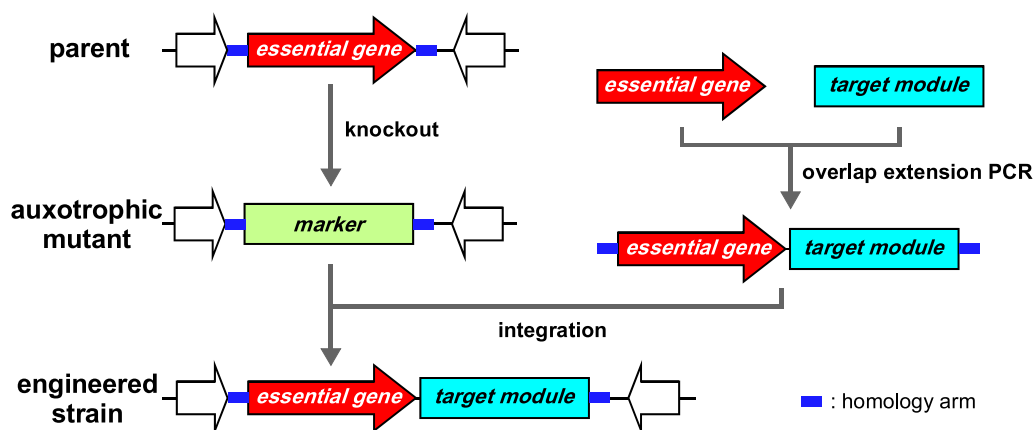 parent
essential gene
essential gene
target module
knockout
overlap extension PCR
auxotrophic
mutant
marker
essential gene
target module
integration
engineered
strain
essential gene
target module
: homology arm